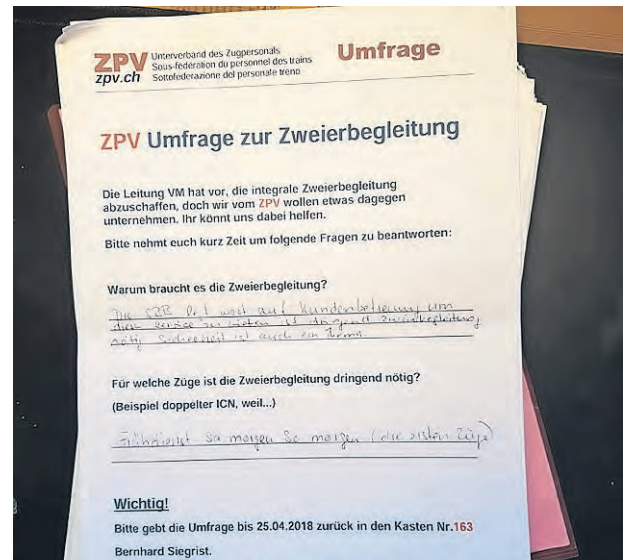 ZPV
zpv.ch
Unterverband des Zugpersonals
Sous-fédération du personnel des trains
Sottofederazione del personale treno
Umfrage
ZPV Umfrage zur Zweierbegleitung
Die Leitung VM hat vor, die integrale Zweierbegleitung
abzuschaffen, doch wir vom ZPV wollen etwas dagegen
unternehmen. Ihr könnt uns dabei helfen.
Bitte nehmt euch kurz Zeit um folgende Fragen zu beantworten:
Warum braucht es die Zweierbegleitung?
Die SBB auf Kundenbetreuung um
diese Service zu bieten ist dringend Zweierbegleitung
nötig Sicherheit ist auch ein Thema.
Für welche Züge ist die Zweierbegleitung dringend nötig?
(Beispiel doppelter ICN, weil...)
Frühdienst Sa morgen So morgen (die ersten Züge)
Wichtig!
Bitte gebt die Umfrage bis 25.04.2018 zurück in den Kasten Nr.163
Bernhard Siegrist.